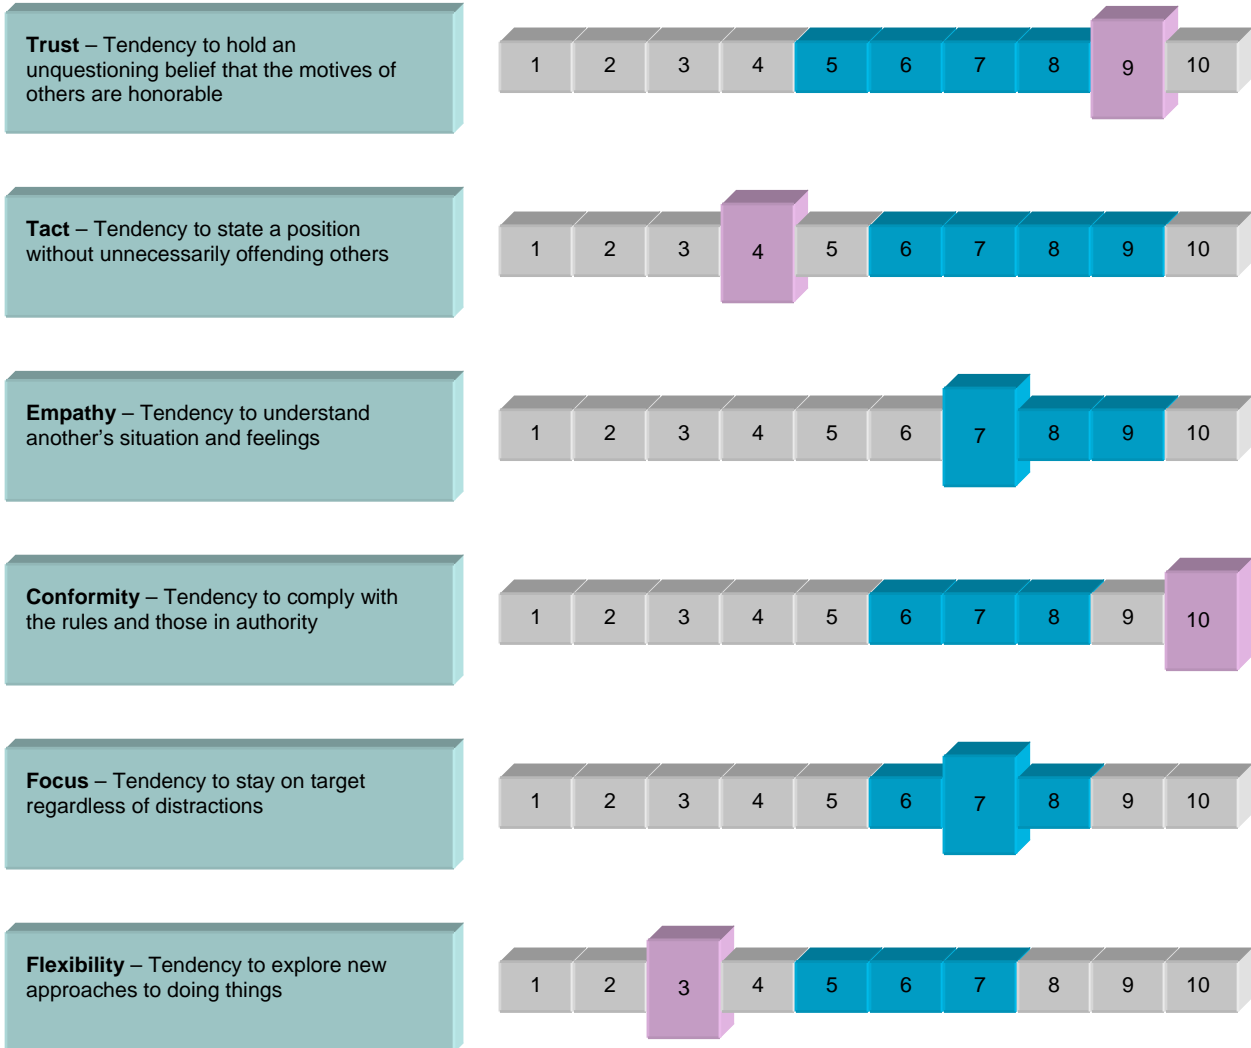 Trust – Tendency to hold an
unquestioning belief that the motives of
others are honorable
1 2 3 4 5 6 7 8 9 10
Tact – Tendency to state a position
without unnecessarily offending others
1 2 3 4 5 6 7 8 9 10
Empathy – Tendency to understand
another’s situation and feelings
1 2 3 4 5 6 7 8 9 10
Conformity – Tendency to comply with
the rules and those in authority
1 2 3 4 5 6 7 8 9 10
Focus – Tendency to stay on target
regardless of distractions
1 2 3 4 5 6 7 8 9 10
Flexibility – Tendency to explore new
approaches to doing things
1 2 3 4 5 6 7 8 9 10